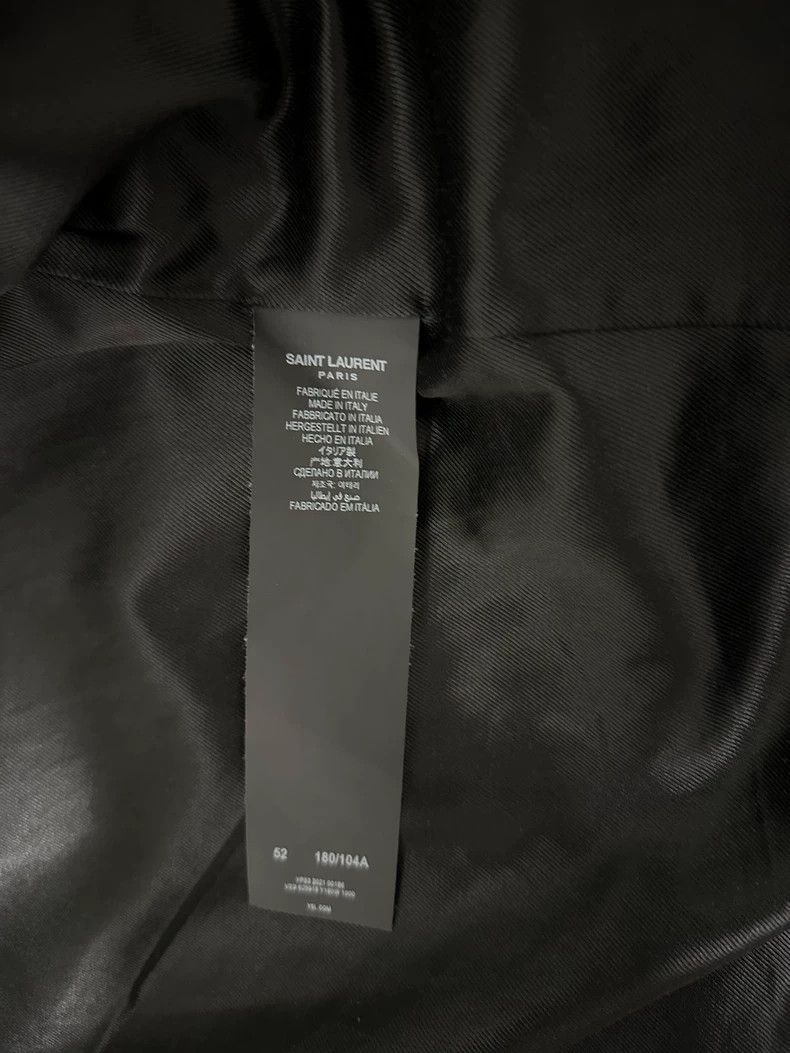 SAINT LAURENT
PARIS
FABRIQUÉ EN ITALIE
MADE IN ITALY
FABBRICATO IN ITALIA
HERGESTELLT IN ITALIEN
HECHO EN ITALIA
イタリア製
产地:意大利
СДЕЛАНО В ИТАЛИИ
제조국: 이태리
صنع في إيطاليا
FABRICADO EM ITÁLIA
52 180/104A
YSL.COM